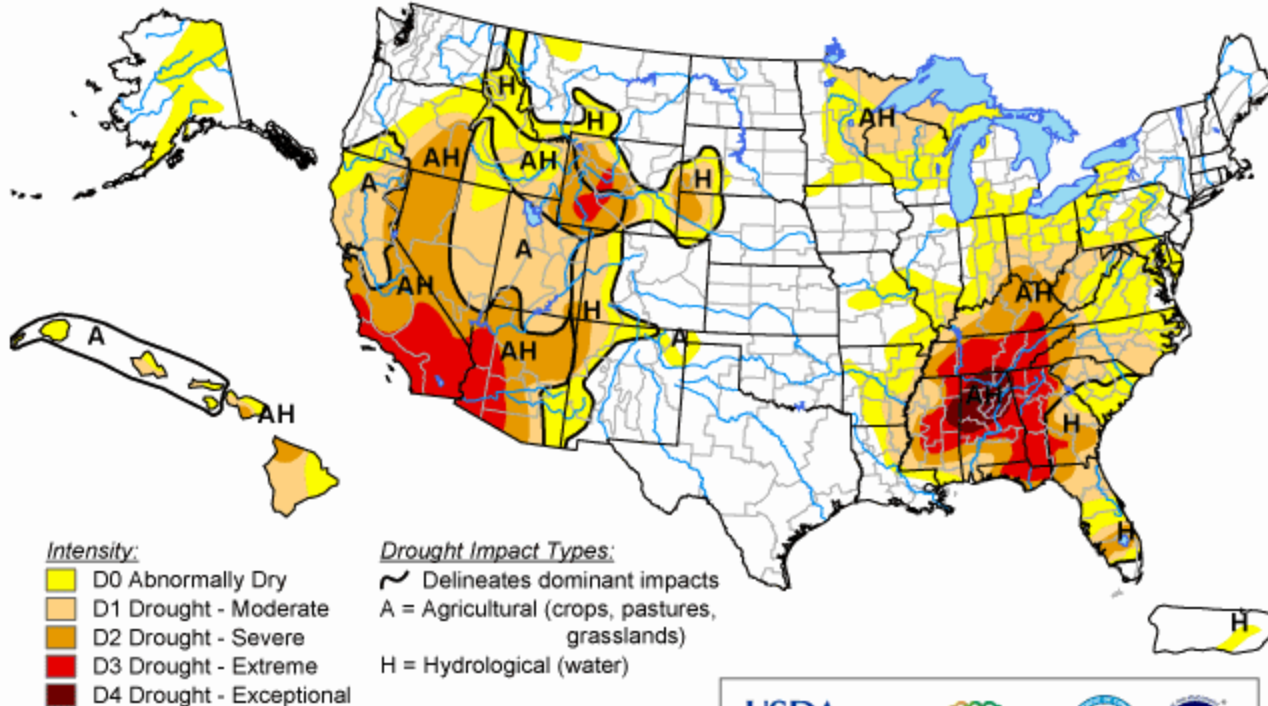 H
H
AH
AH
AH
H
A
A
AH
H
AH
A
A
AH
AH
AH
H
H
Intensity:
D0 Abnormally Dry
D1 Drought - Moderate
D2 Drought - Severe
D3 Drought - Extreme
D4 Drought - Exceptional
Drought Impact Types:
Delineates dominant impacts
A = Agricultural (crops, pastures,
grasslands)
H = Hydrological (water)
H
USDA